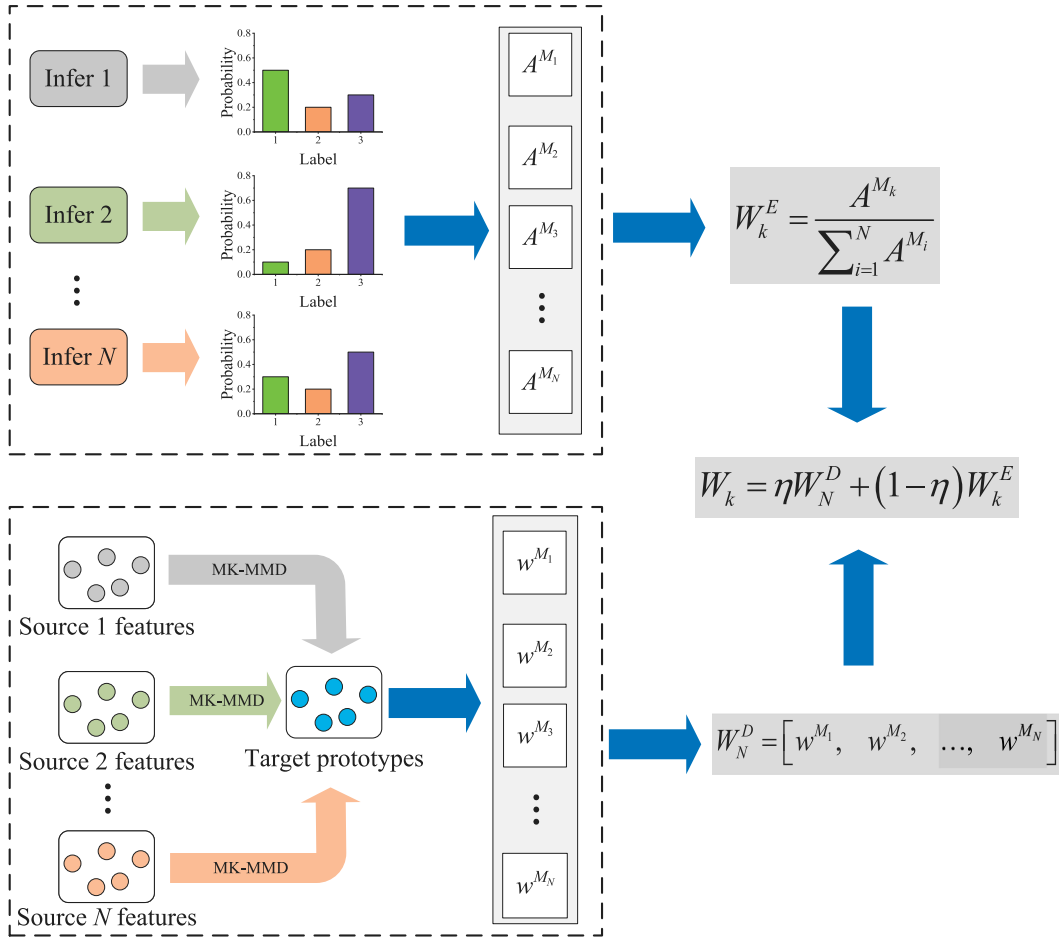 Infer 1
Probability
0.8
0.6
0.4
0.2
0.0
1 2 3
Label
Infer 2
Probability
0.8
0.6
0.4
0.2
0.0
1 2 3
Label
Infer N
Probability
0.8
0.6
0.4
0.2
0.0
1 2 3
Label
A^{M_1}
A^{M_2}
A^{M_3}
A^{M_N}
W_k^E = \frac{A^{M_k}}{\sum_{i=1}^{N} A^{M_i}}
W_k = ηW_N^D + (1−η)W_k^E
MK-MMD
Source 1 features
MK-MMD
Source 2 features
Target prototypes
MK-MMD
Source N features
w^{M_1}
w^{M_2}
w^{M_3}
w^{M_N}
W_N^D = [w^{M_1}, w^{M_2}, ..., w^{M_N}]